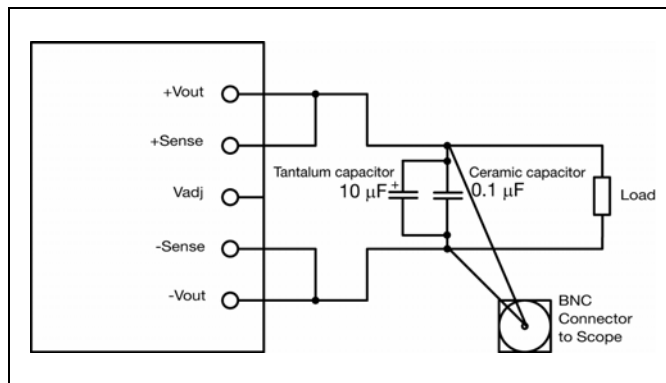 +Vout
+Sense
Vadj
-Sense
-Vout
Tantalum capacitor
10 µF
+
Ceramic capacitor
0.1 µF
Load
BNC
Connector
to Scope